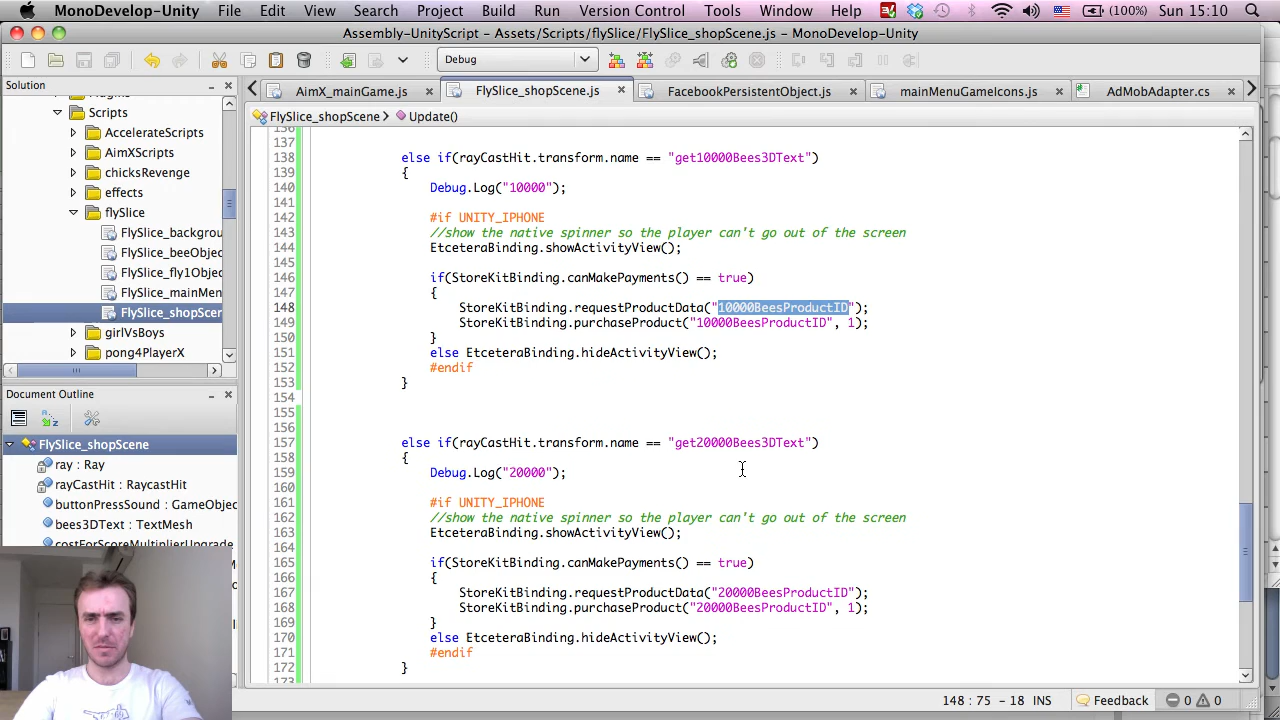 MonoDevelop-Unity File Edit View Search Project Build Run Version Control Tools Window Help (100%) Sun 15:10
Assembly-UnityScript - Assets/Scripts/flySlice/FlySlice_shopScene.js - MonoDevelop-Unity
Debug
Solution
AimX_mainGame.js FlySlice_shopScene.js FacebookPersistentObject.js mainMenuGameIcons.js AdMobAdapter.cs
FlySlice_shopScene Update()
Scripts
AccelerateScripts
AimXScripts
chicksRevenge
effects
flySlice
FlySlice_backgrou
FlySlice_beeObjec
FlySlice_fly1Objec
FlySlice_mainMen
FlySlice_shopScer
girlVsBoys
pong4PlayerX
Document Outline
FlySlice_shopScene
ray : Ray
rayCastHit : RaycastHit
buttonPressSound : GameObjec
bees3DText : TextMesh
costForScoreMultiplierUpgrade
136
137
138 else if(rayCastHit.transform.name == "get10000Bees3DText")
139 {
140 Debug.Log("10000");
141
142 #if UNITY_IPHONE
143 //show the native spinner so the player can't go out of the screen
144 EtceteraBinding.showActivityView();
145
146 if(StoreKitBinding.canMakePayments() == true)
147 {
148 StoreKitBinding.requestProductData("10000BeesProductID");
149 StoreKitBinding.purchaseProduct("10000BeesProductID", 1);
150 }
151 else EtceteraBinding.hideActivityView();
152 #endif
153 }
154
155
156
157 else if(rayCastHit.transform.name == "get20000Bees3DText")
158 {
159 Debug.Log("20000");
160
161 #if UNITY_IPHONE
162 //show the native spinner so the player can't go out of the screen
163 EtceteraBinding.showActivityView();
164
165 if(StoreKitBinding.canMakePayments() == true)
166 {
167 StoreKitBinding.requestProductData("20000BeesProductID");
168 StoreKitBinding.purchaseProduct("20000BeesProductID", 1);
169 }
170 else EtceteraBinding.hideActivityView();
171 #endif
172 }
173
148 : 75 - 18 INS Feedback 0 0